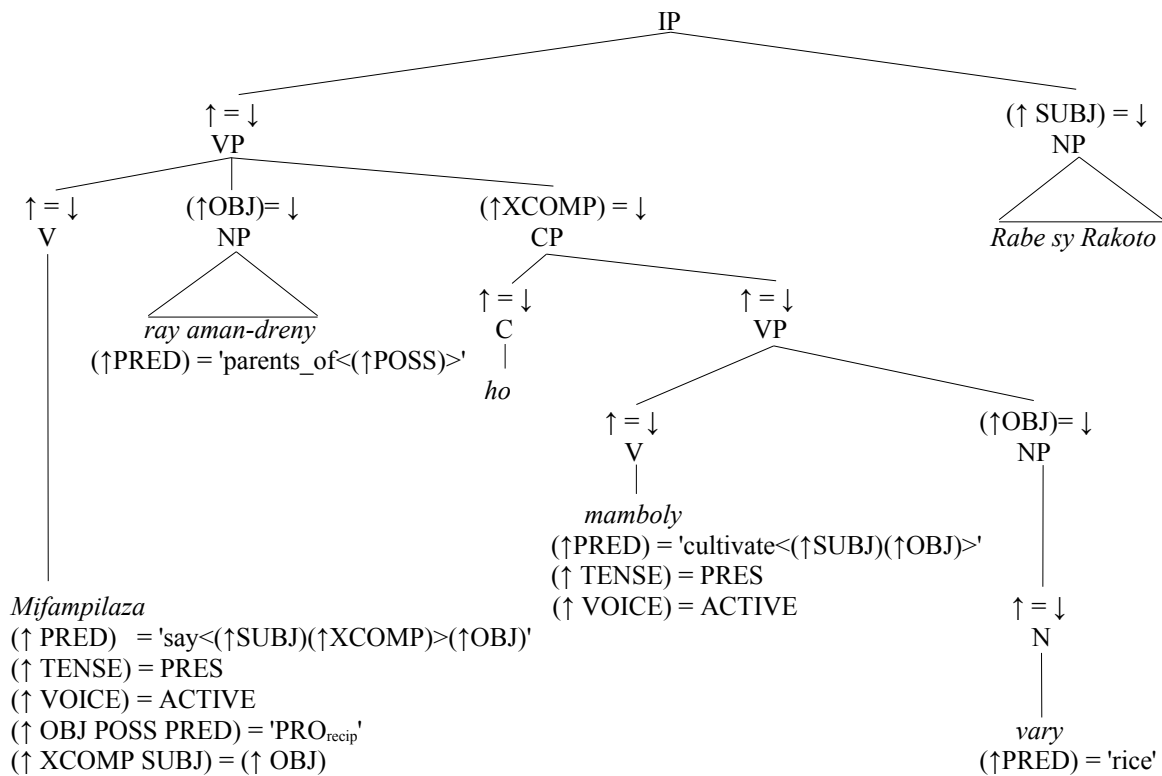 IP
↑ = ↓ (↑ SUBJ) = ↓
VP NP
↑ = ↓ (↑OBJ)= ↓ (↑XCOMP) = ↓ Rabe sy Rakoto
V NP CP
↑ = ↓ ↑ = ↓
ray aman-dreny C VP
(↑PRED) = 'parents_of<(↑POSS)>'
ho
↑ = ↓ (↑OBJ)= ↓
V NP
mamboly
(↑PRED) = 'cultivate<(↑SUBJ)(↑OBJ)>'
(↑ TENSE) = PRES
(↑ VOICE) = ACTIVE ↑ = ↓
Mifampilaza N
(↑ PRED) = 'say<(↑SUBJ)(↑XCOMP)>(↑OBJ)'
(↑ TENSE) = PRES
(↑ VOICE) = ACTIVE
(↑ OBJ POSS PRED) = 'PROrecip' vary
(↑ XCOMP SUBJ) = (↑ OBJ) (↑PRED) = 'rice'